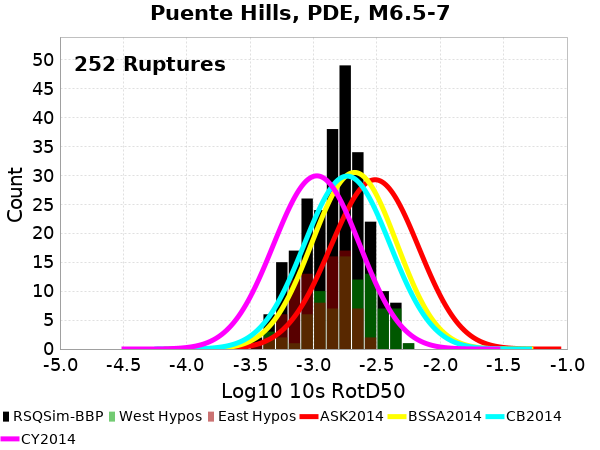 Puente Hills, PDE, M6.5-7
252 Ruptures
Count
50
45
40
35
30
25
20
15
10
5
0
-5.0 -4.5 -4.0 -3.5 -3.0 -2.5 -2.0 -1.5 -1.0
Log10 10s RotD50
RSQSim-BBP West Hypos East Hypos ASK2014 BSSA2014 CB2014
CY2014